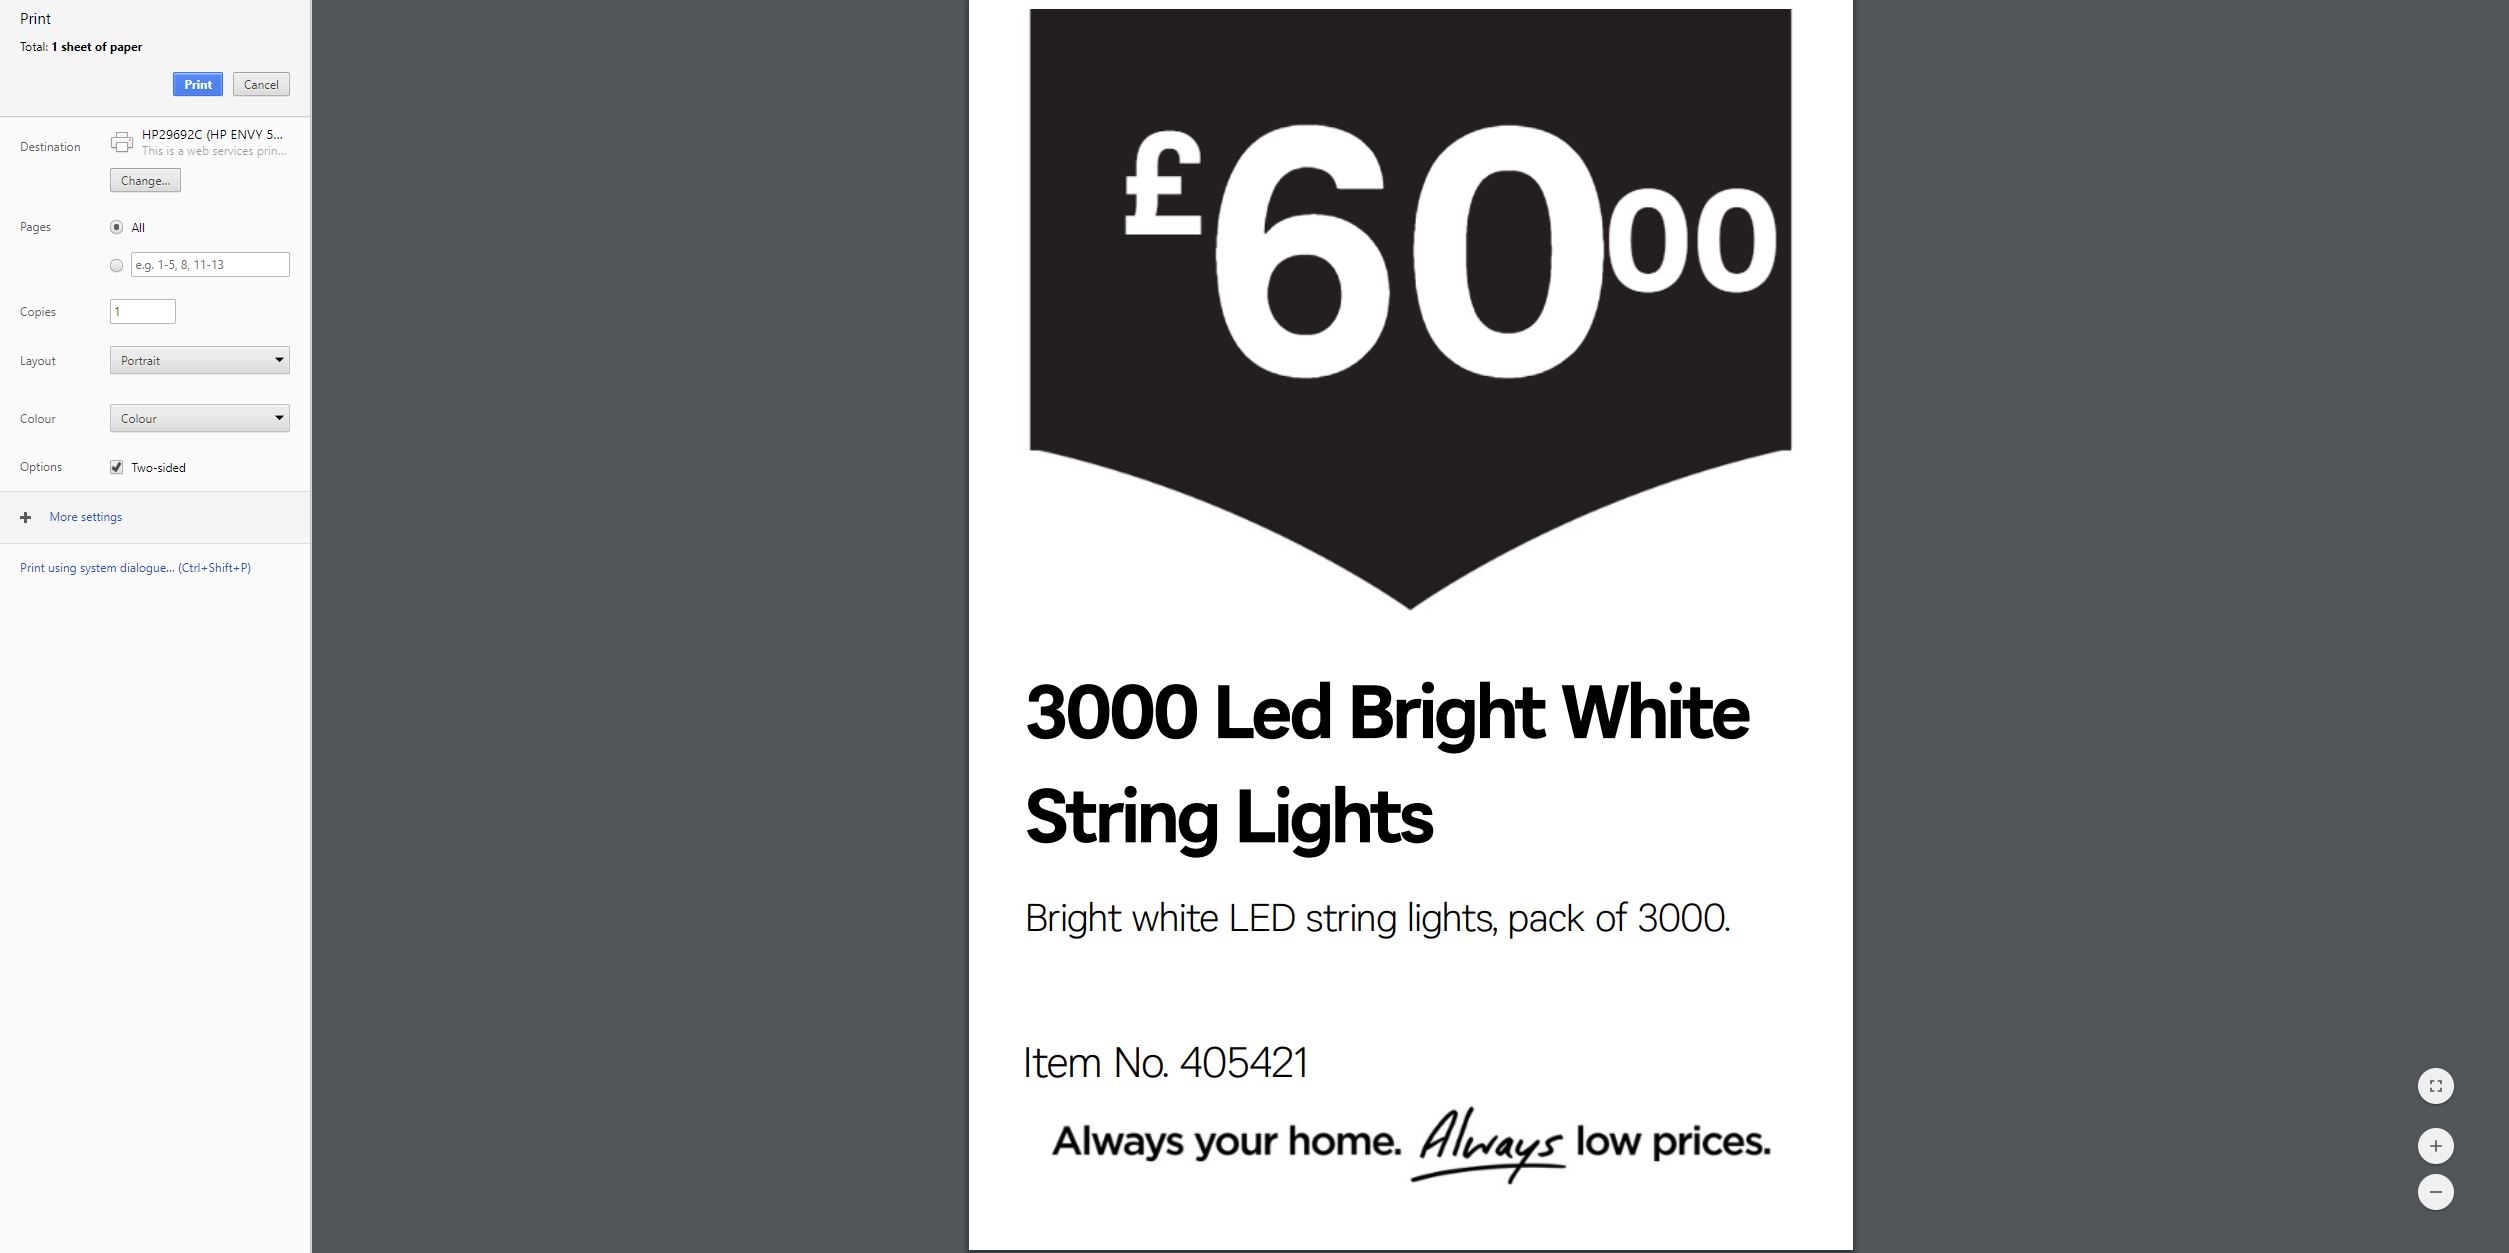 Print
Total: 1 sheet of paper
Print
Cancel
Destination
HP29692C (HP ENVY 5...
This is a web services prin...
Change...
Pages
All
e.g. 1-5, 8, 11-13
Copies
1
Layout
Portrait
Colour
Colour
Options
Two-sided
More settings
Print using system dialogue... (Ctrl+Shift+P)
£6000
3000 Led Bright White
String Lights
Bright white LED string lights, pack of 3000.
Item No. 405421
Always your home. Always low prices.